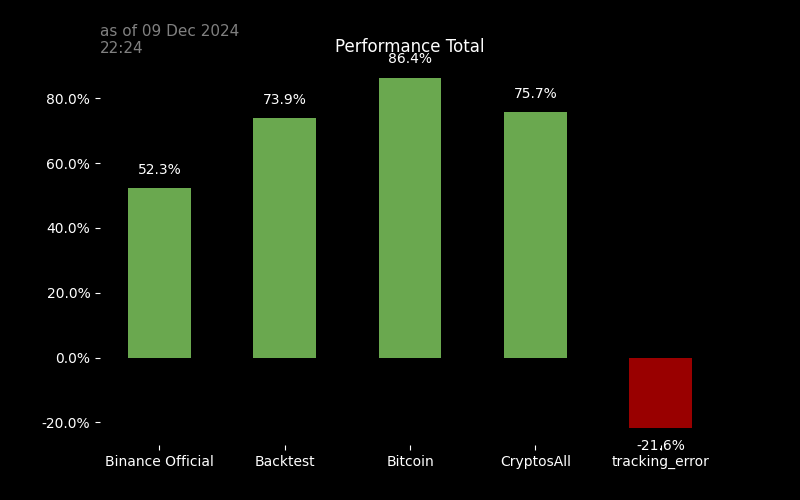 as of 09 Dec 2024
22:24
Performance Total
86.4%
80.0%
73.9%
75.7%
60.0%
52.3%
40.0%
20.0%
0.0%
-20.0%
-21.6%
Binance Official
Backtest
Bitcoin
CryptosAll
tracking_error